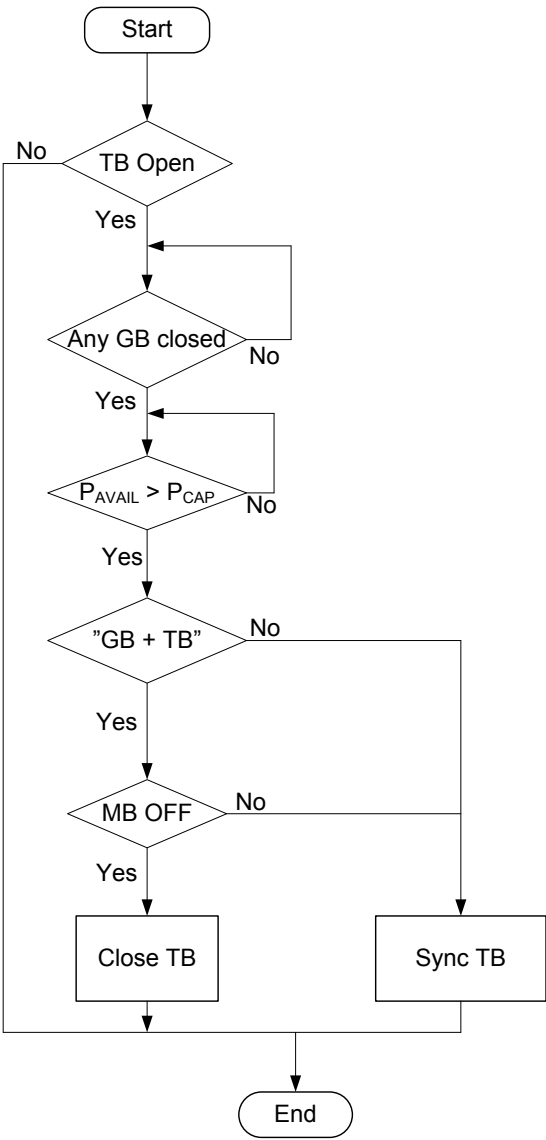 Start
No
TB Open
Yes
Any GB closed
No
Yes
PAVAIL > PCAP
No
Yes
”GB + TB”
No
Yes
MB OFF
No
Yes
Close TB
Sync TB
End